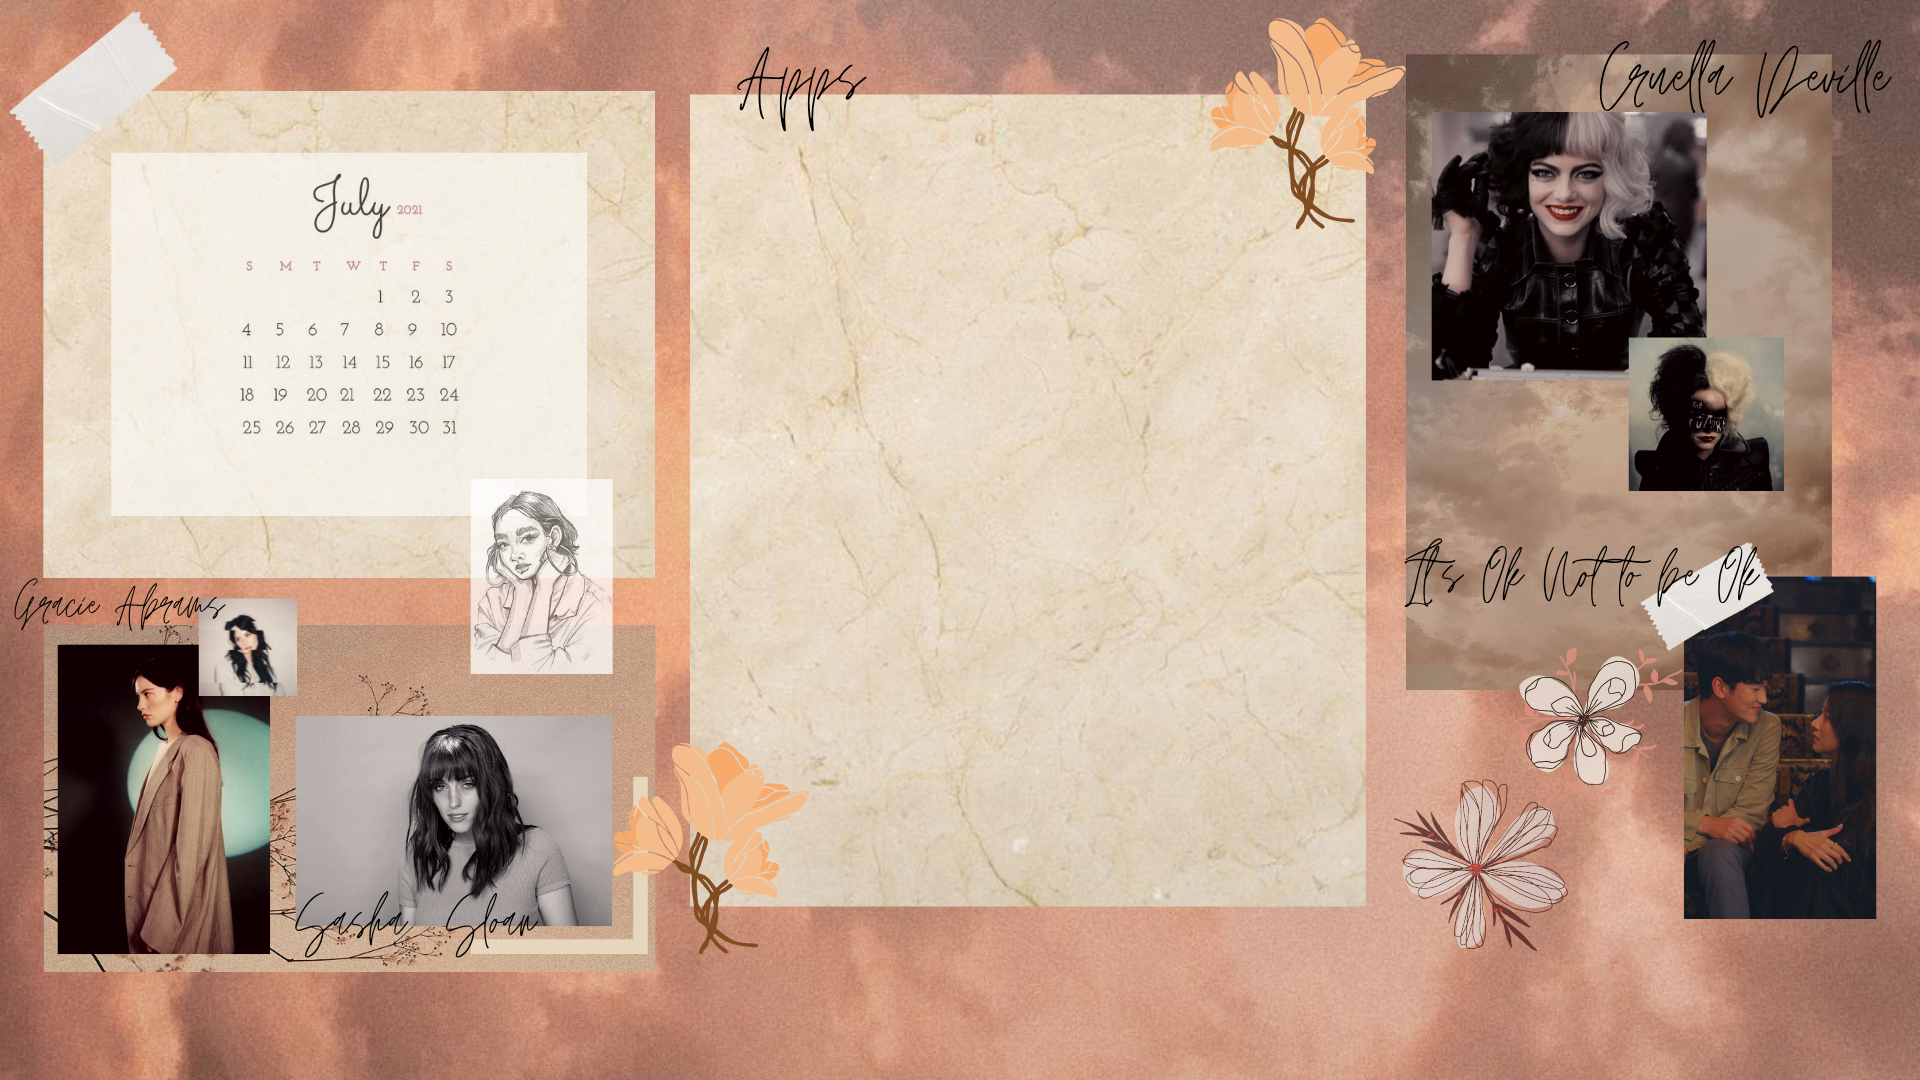 Apps
Cruella Deville
July 2021
S M T W T F S
1 2 3
4 5 6 7 8 9 10
11 12 13 14 15 16 17
18 19 20 21 22 23 24
25 26 27 28 29 30 31
THE
FUTURE
It's Ok Not to be Ok
Gracie Abrams
Sasha Sloan